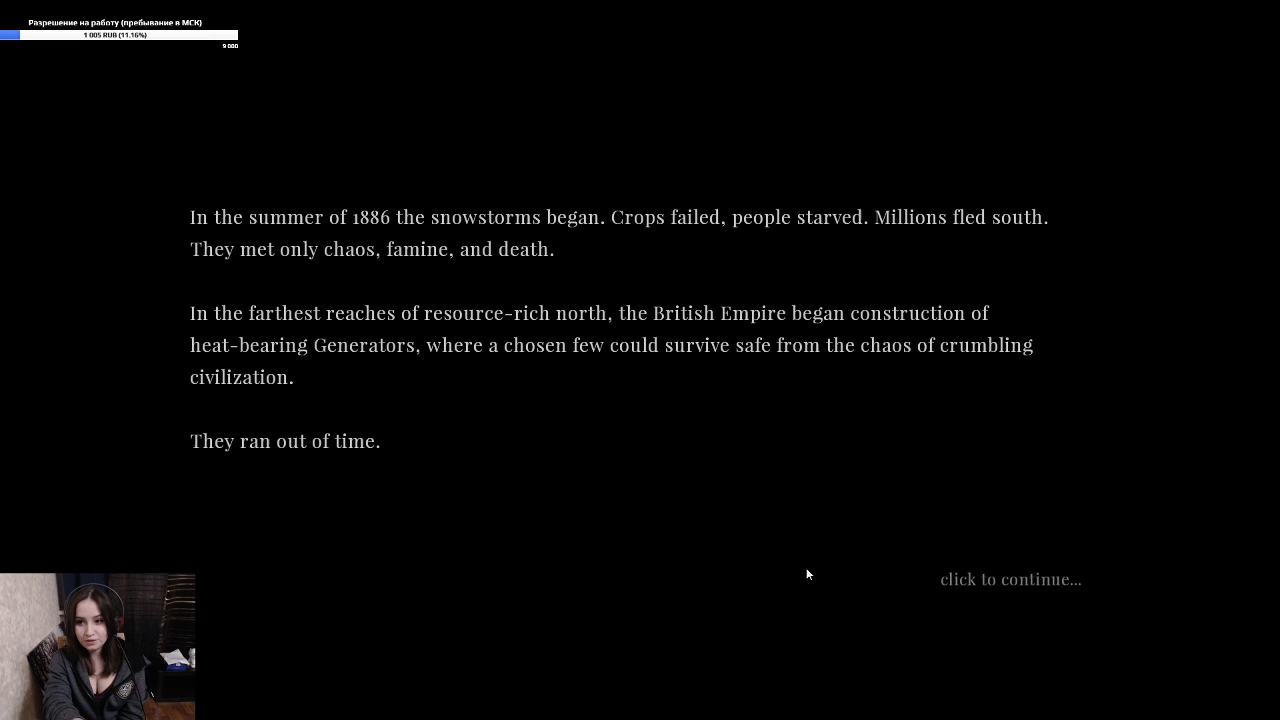 Разрешение на работу (пребывание в МСК)
1 005 RUB (11.16%)
9 000
In the summer of 1886 the snowstorms began. Crops failed, people starved. Millions fled south.
They met only chaos, famine, and death.
In the farthest reaches of resource-rich north, the British Empire began construction of
heat-bearing Generators, where a chosen few could survive safe from the chaos of crumbling
civilization.
They ran out of time.
click to continue...